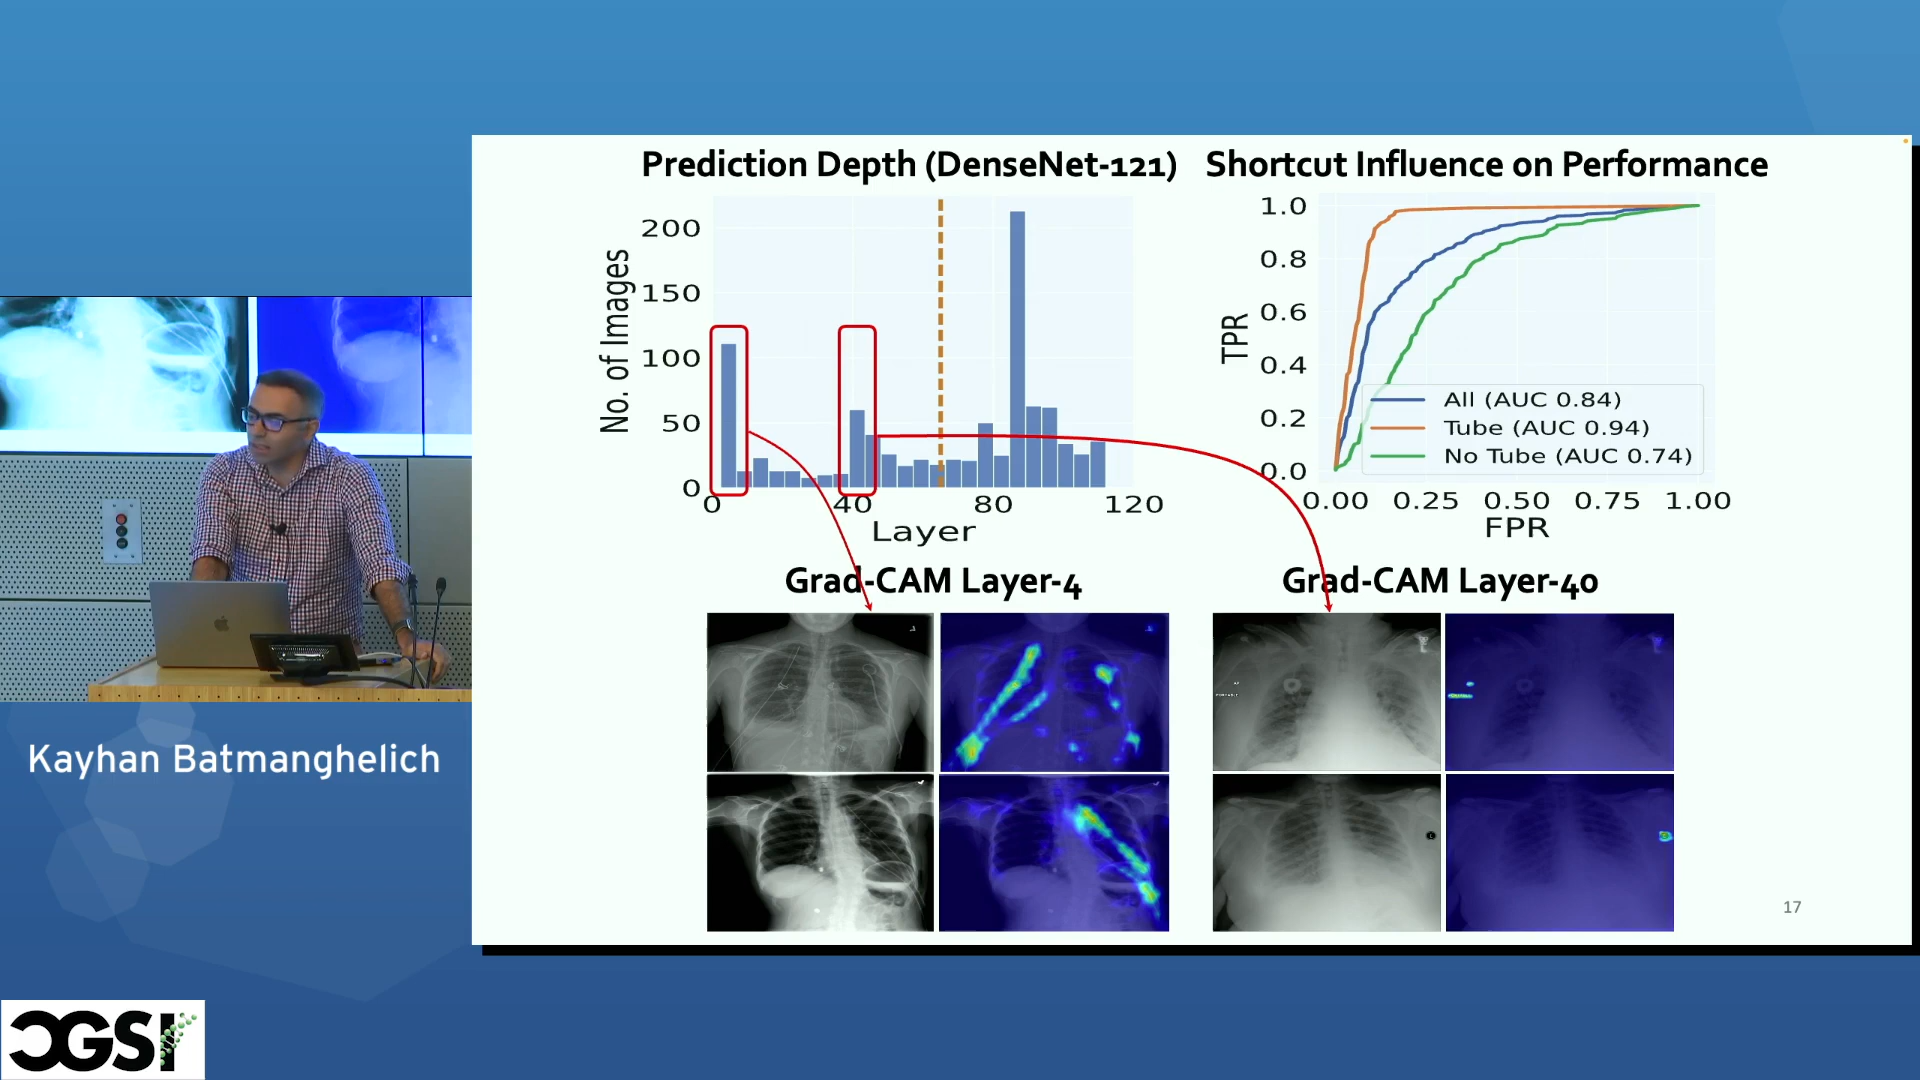 Prediction Depth (DenseNet-121)
Shortcut Influence on Performance
200
150
100
50
0
No. of Images
0
40
80
120
Layer
1.0
0.8
0.6
0.4
0.2
0.0
TPR
All (AUC 0.84)
Tube (AUC 0.94)
No Tube (AUC 0.74)
0.00
0.25
0.50
0.75
1.00
FPR
Grad-CAM Layer-4
Grad-CAM Layer-40
17
Kayhan Batmanghelich
CGSI